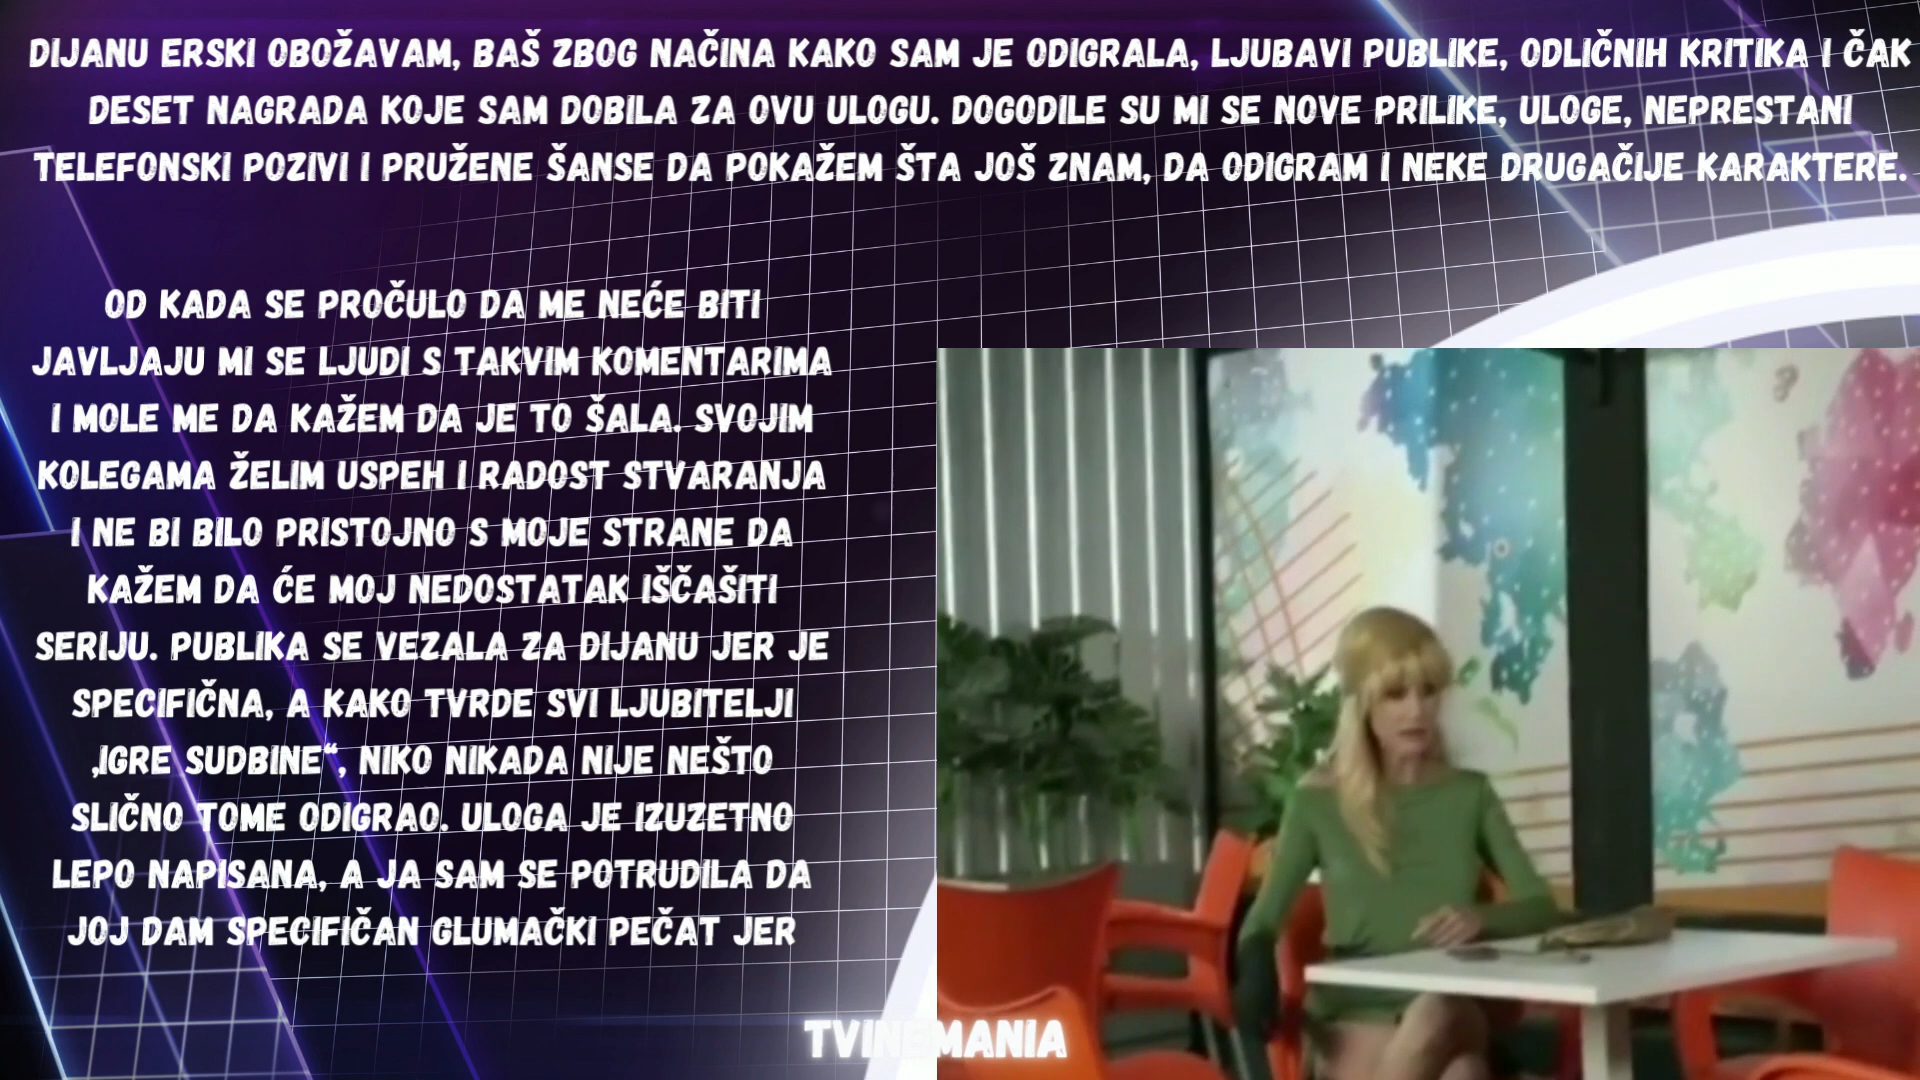 DIJANU ERSKI OBOŽAVAM, BAŠ ZBOG NAČINA KAKO SAM JE ODIGRALA, LJUBAVI PUBLIKE, ODLIČNIH KRITIKA I ČAK
DESET NAGRADA KOJE SAM DOBILA ZA OVU ULOGU. DOGODILE SU MI SE NOVE PRILIKE, ULOGE, NEPRESTANI
TELEFONSKI POZIVI I PRUŽENE ŠANSE DA POKAŽEM ŠTA JOŠ ZNAM, DA ODIGRAM I NEKE DRUGAČIJE KARAKTERE.
OD KADA SE PROČULO DA ME NEĆE BITI
JAVLJAJU MI SE LJUDI S TAKVIM KOMENTARIMA
I MOLE ME DA KAŽEM DA JE TO ŠALA. SVOJIM
KOLEGAMA ŽELIM USPEH I RADOST STVARANJA
I NE BI BILO PRISTOJNO S MOJE STRANE DA
KAŽEM DA ĆE MOJ NEDOSTATAK IŠČAŠITI
SERIJU. PUBLIKA SE VEZALA ZA DIJANU JER JE
SPECIFIČNA, A KAKO TVRDE SVI LJUBITELJI
„IGRE SUDBINE“, NIKO NIKADA NIJE NEŠTO
SLIČNO TOME ODIGRAO. ULOGA JE IZUZETNO
LEPO NAPISANA, A JA SAM SE POTRUDILA DA
JOJ DAM SPECIFIČAN GLUMAČKI PEČAT JER
TVINEMANIA